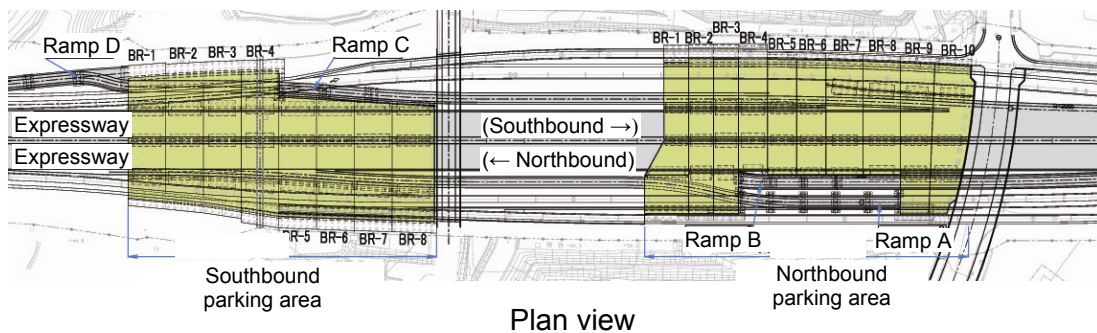 Ramp D
BR-1 BR-2 BR-3 BR-4
Ramp C
BR-1 BR-2 BR-3 BR-4 BR-5 BR-6 BR-7 BR-8 BR-9 BR-10
Expressway
(Southbound →)
Expressway
(← Northbound)
BR-5 BR-6 BR-7 BR-8
Ramp B
Ramp A
Southbound
parking area
Northbound
parking area
Plan view